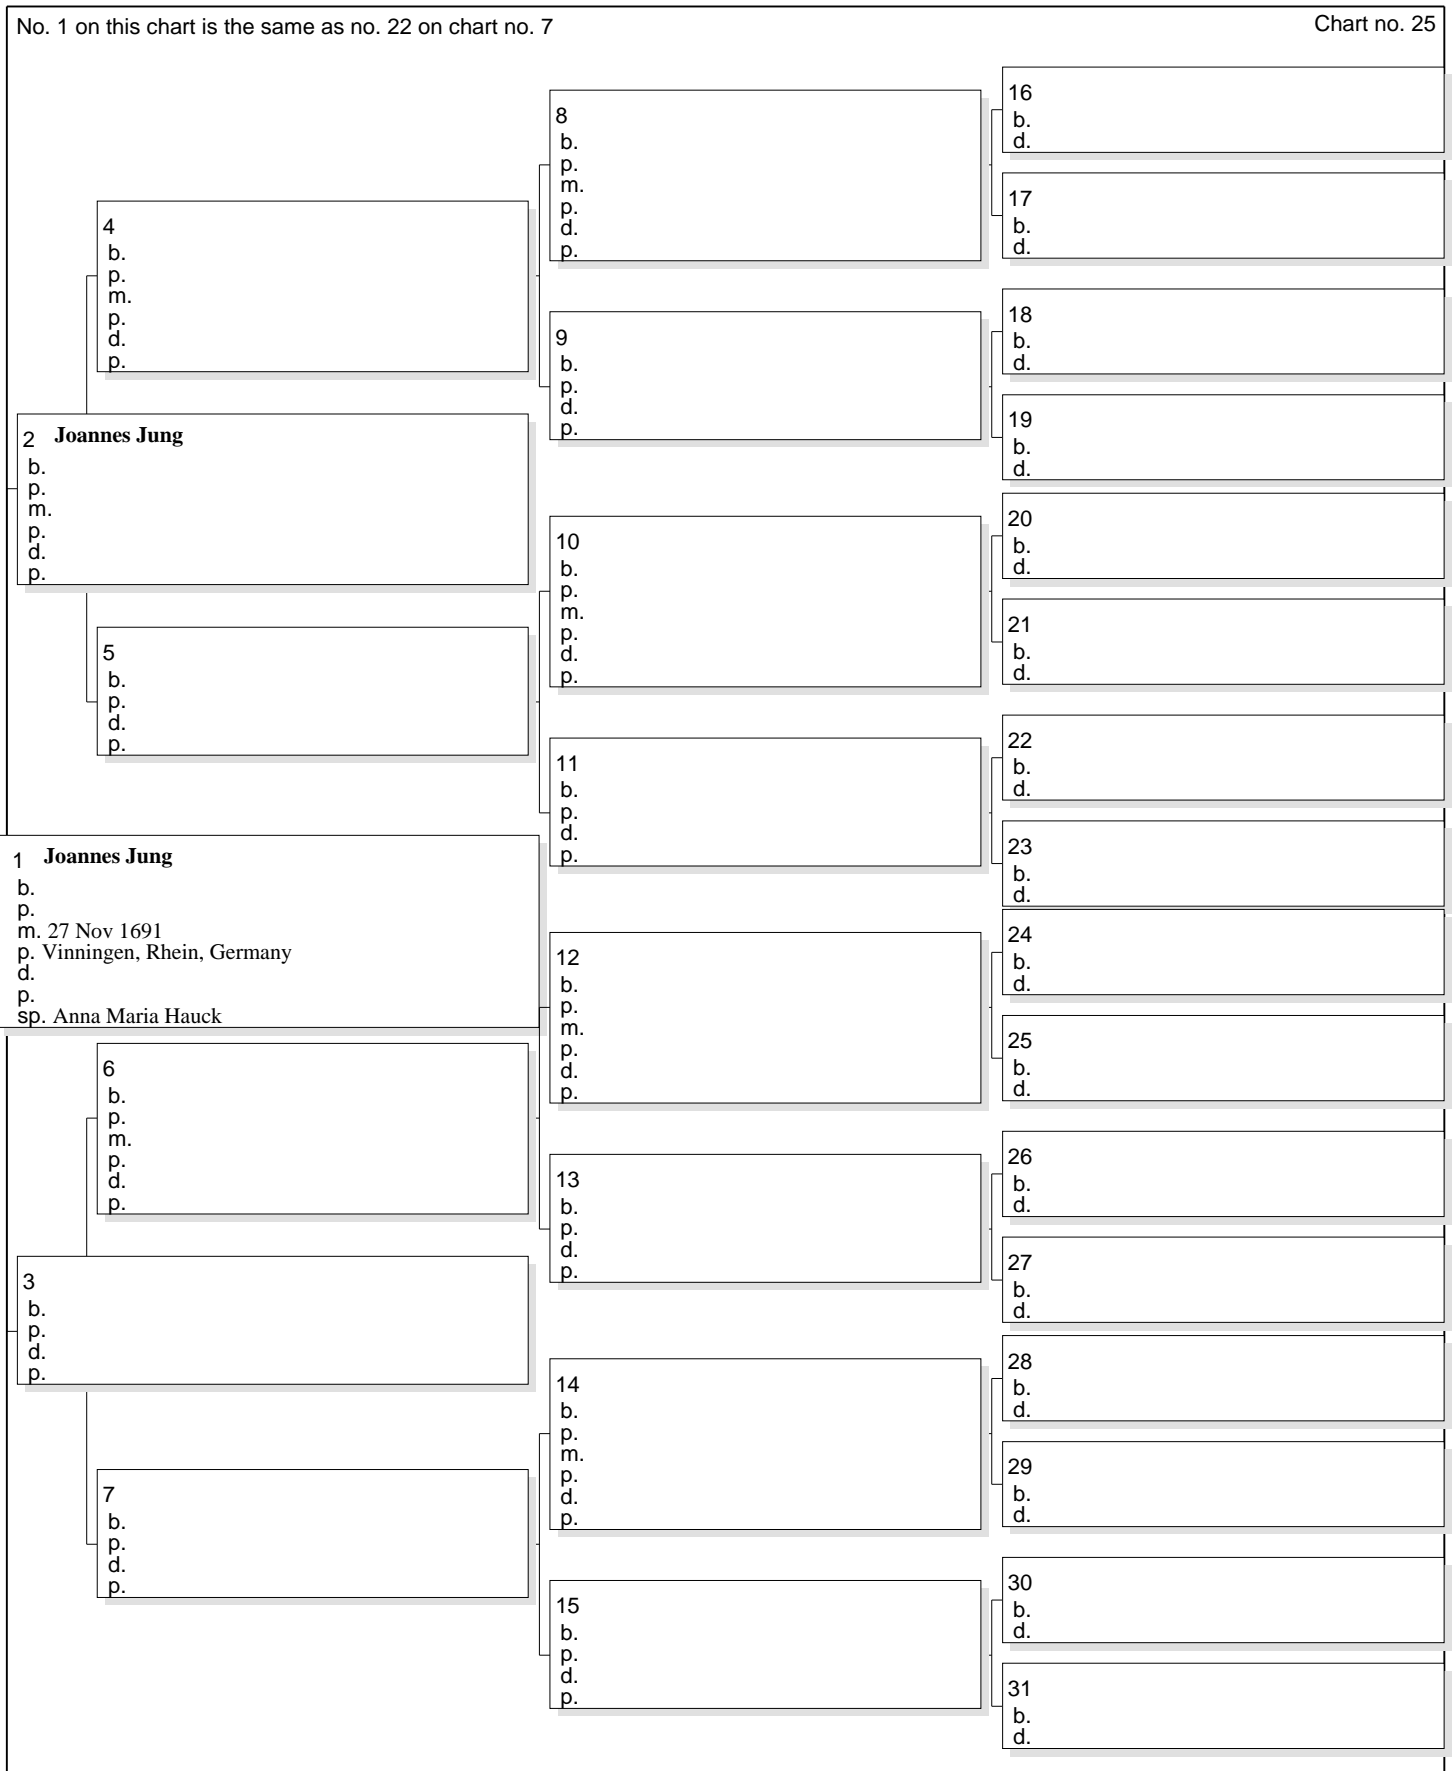 No. 1 on this chart is the same as no. 22 on chart no. 7
Chart no. 25
16
b.
d.
8
b.
p.
m.
p.
d.
p.
17
b.
d.
4
b.
p.
m.
p.
d.
p.
18
b.
d.
9
b.
p.
d.
p.
19
b.
d.
2 Joannes Jung
b.
p.
m.
p.
d.
p.
20
b.
d.
10
b.
p.
m.
p.
d.
p.
21
b.
d.
5
b.
p.
d.
p.
22
b.
d.
11
b.
p.
d.
p.
23
b.
d.
1 Joannes Jung
b.
p.
m. 27 Nov 1691
p. Vinningen, Rhein, Germany
d.
p.
sp. Anna Maria Hauck
24
b.
d.
12
b.
p.
m.
p.
d.
p.
25
b.
d.
6
b.
p.
m.
p.
d.
p.
26
b.
d.
13
b.
p.
d.
p.
27
b.
d.
3
b.
p.
d.
p.
28
b.
d.
14
b.
p.
m.
p.
d.
p.
29
b.
d.
7
b.
p.
d.
p.
30
b.
d.
15
b.
p.
d.
p.
31
b.
d.